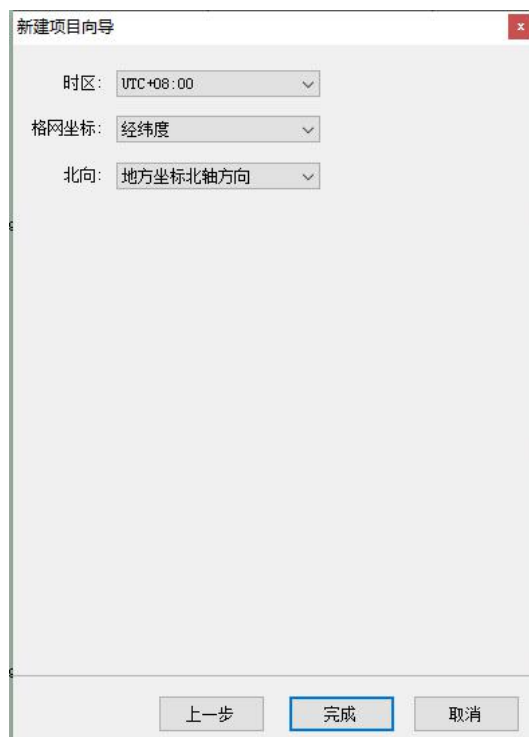 新建项目向导
x
时区: UTC+08:00
格网坐标: 经纬度
北向: 地方坐标北轴方向
上一步 完成 取消